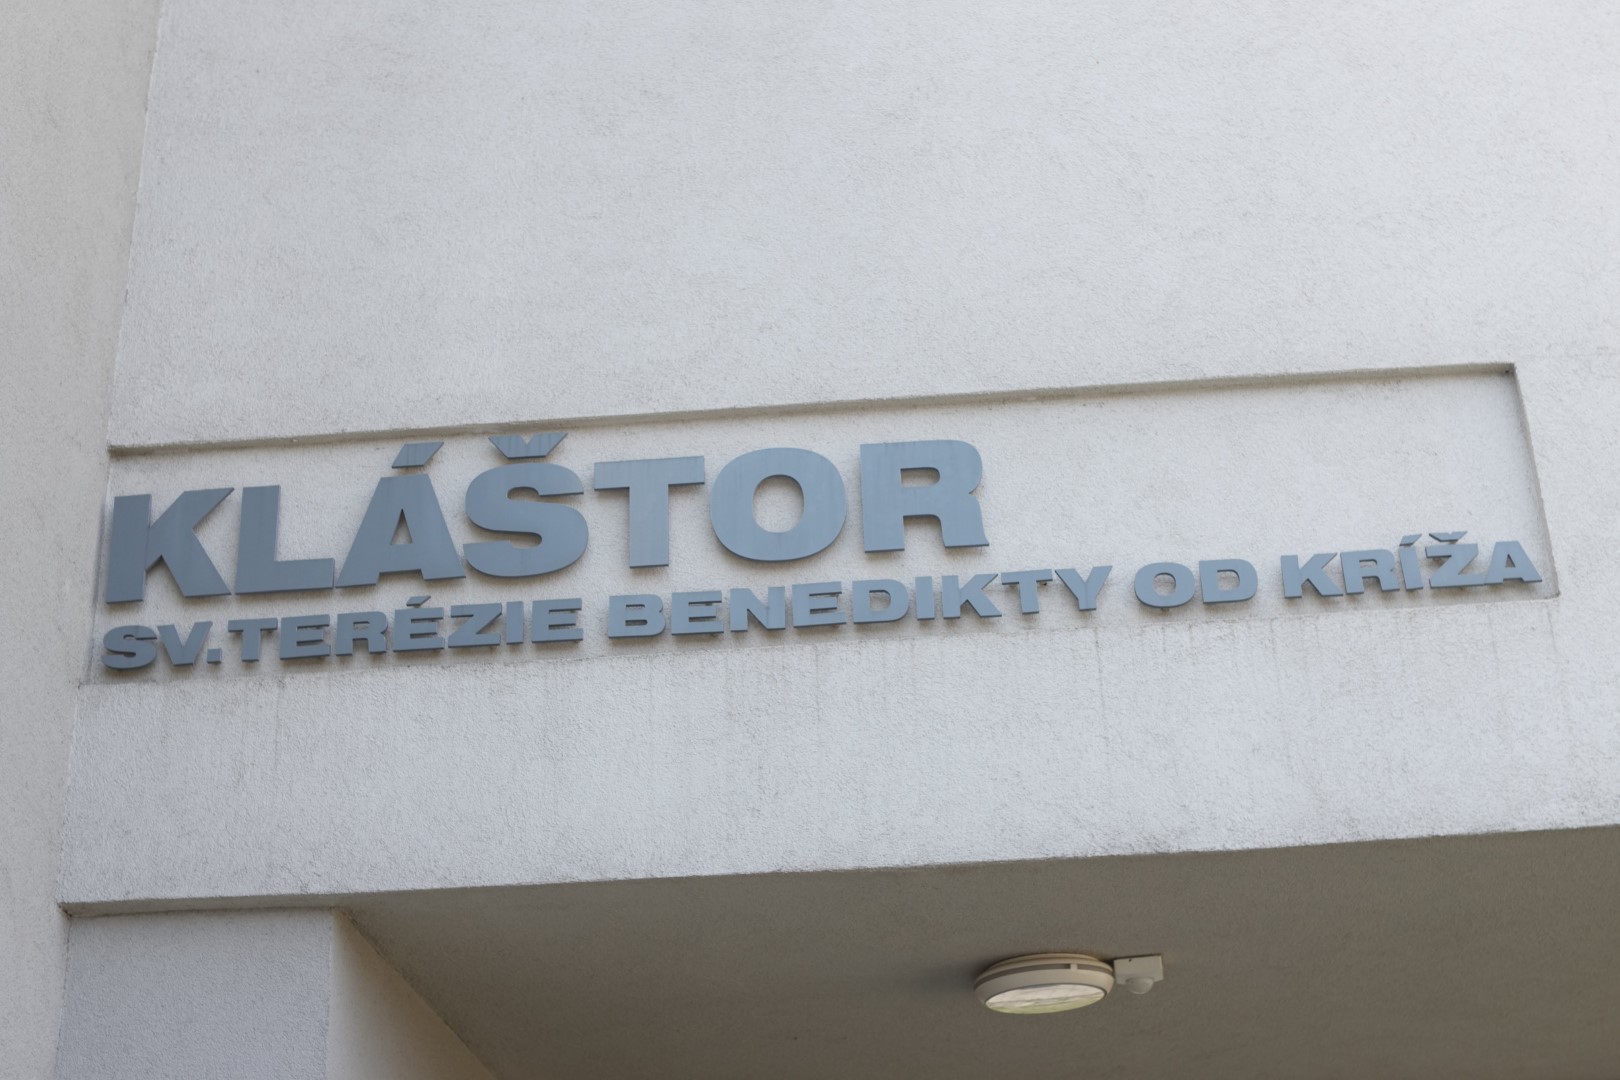 KLÁŠTOR
SV.TERÉZIE BENEDIKTY OD KRÍŽA